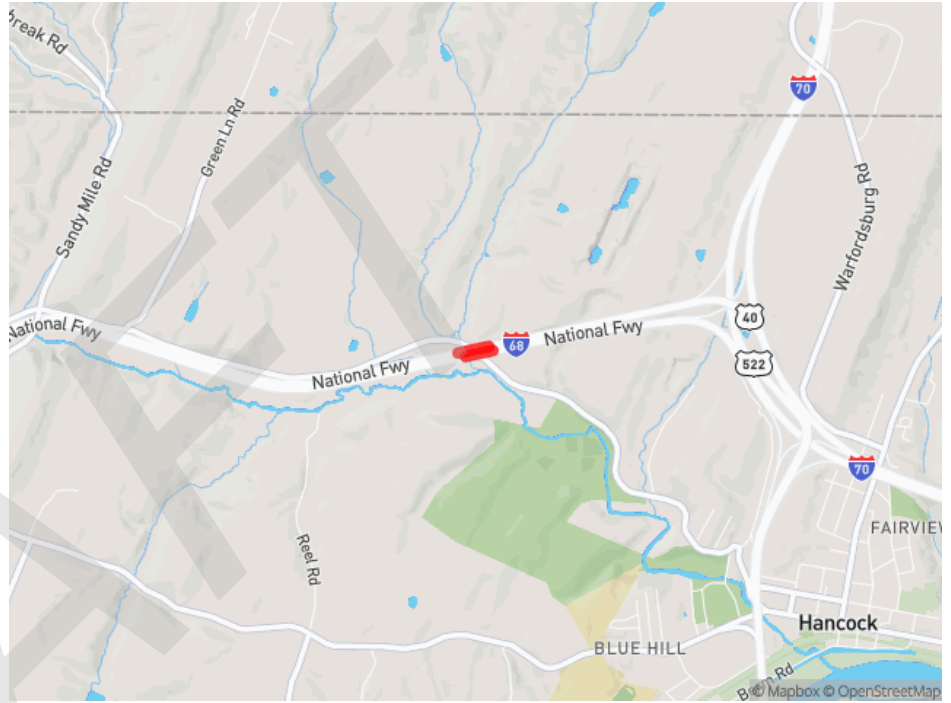 break Rd
70
Green Ln Rd
Sandy Mile Rd
Warfordsburg Rd
National Fwy
40
68
National Fwy
522
National Fwy
70
FAIRVIEW
Reel Rd
Hancock
BLUE HILL
© Mapbox © OpenStreetMap